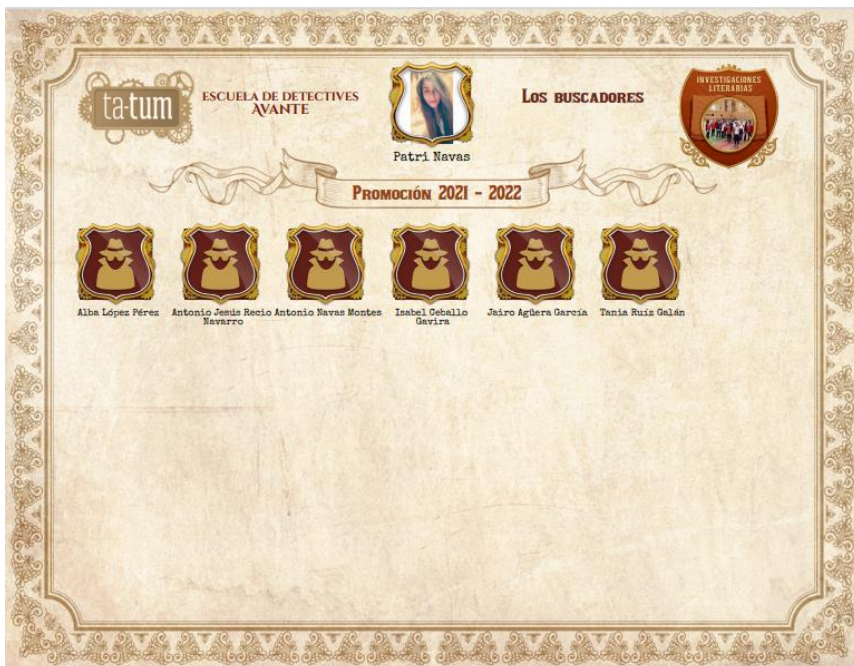 ta-tum
ESCUELA DE DETECTIVES
AVANTE
LOS BUSCADORES
INVESTIGACIONES
LITERARIAS
Patri Navas
PROMOCIÓN 2021 - 2022
Alba López Pérez
Antonio Jesús Recio
Navarro
Antonio Navas Montes
Isabel Ceballo
Gavira
Jairo Agüera García
Tania Ruíz Galán